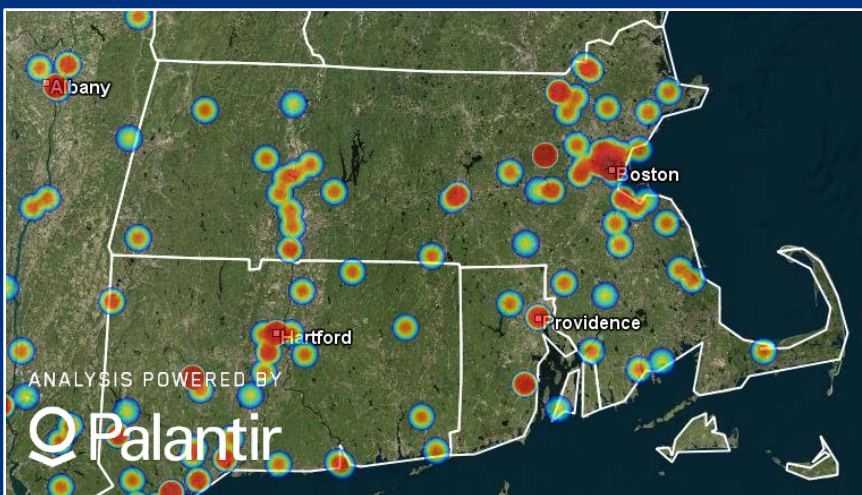 Albany
Boston
Providence
Hartford
ANALYSIS POWERED BY
Palantir